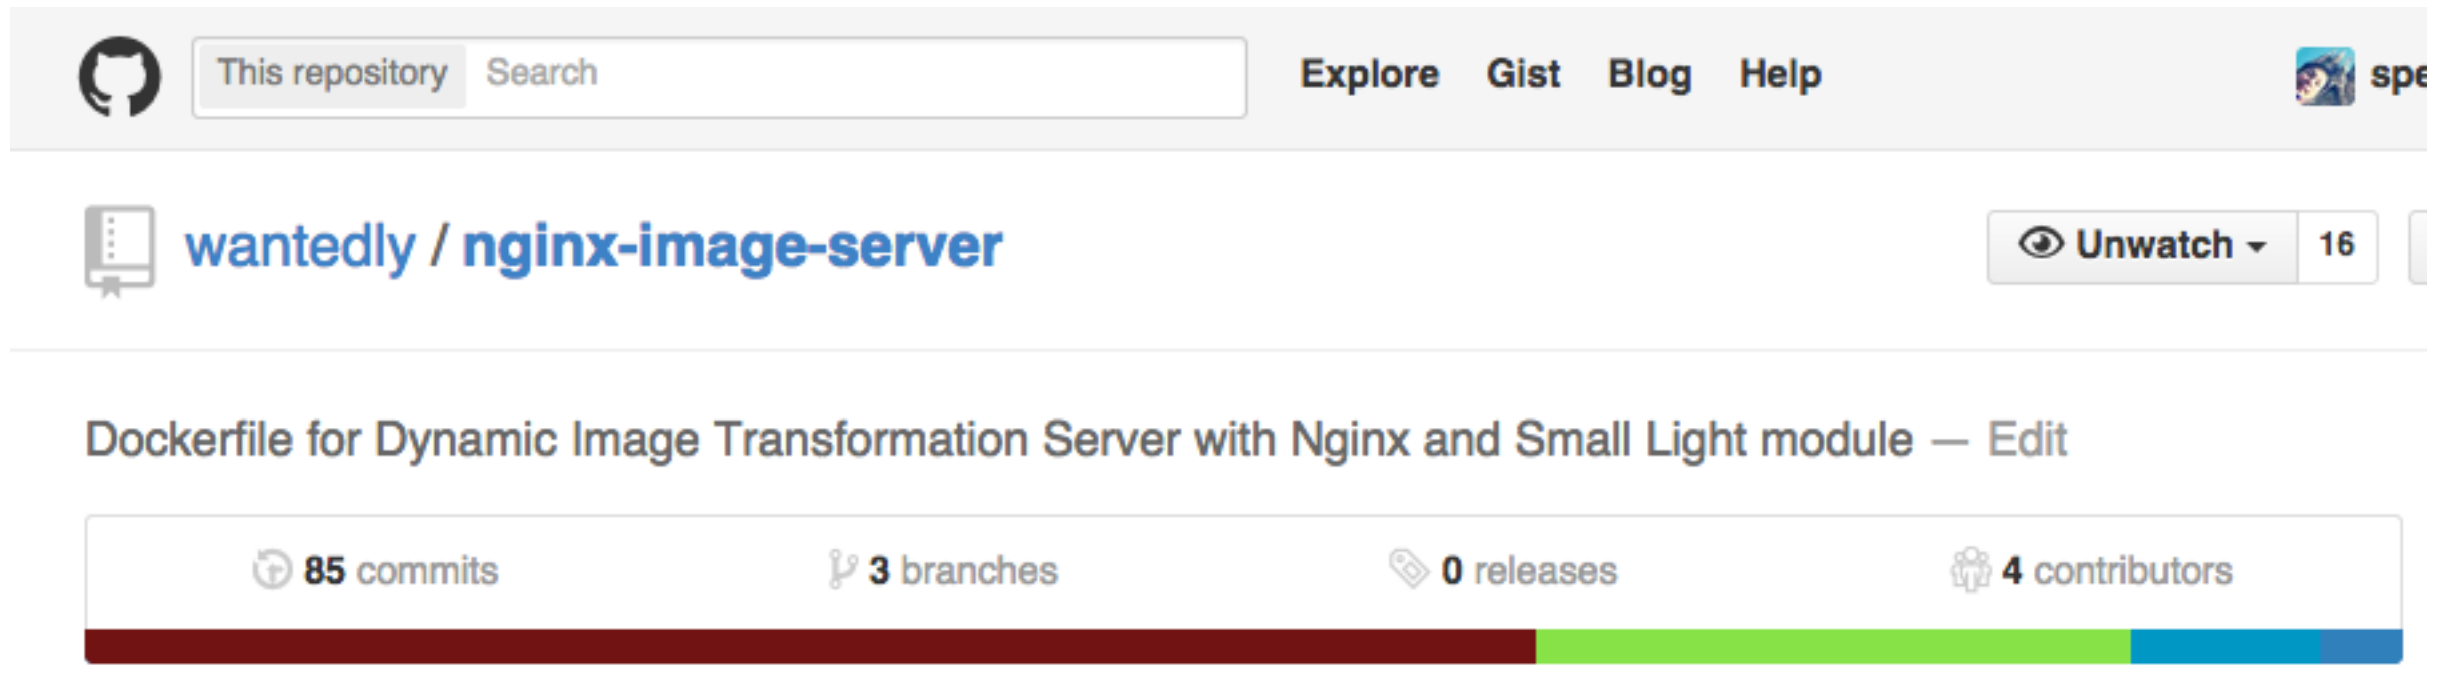 This repository Search Explore Gist Blog Help spe
wantedly / nginx-image-server Unwatch 16
Dockerfile for Dynamic Image Transformation Server with Nginx and Small Light module — Edit
85 commits 3 branches 0 releases 4 contributors